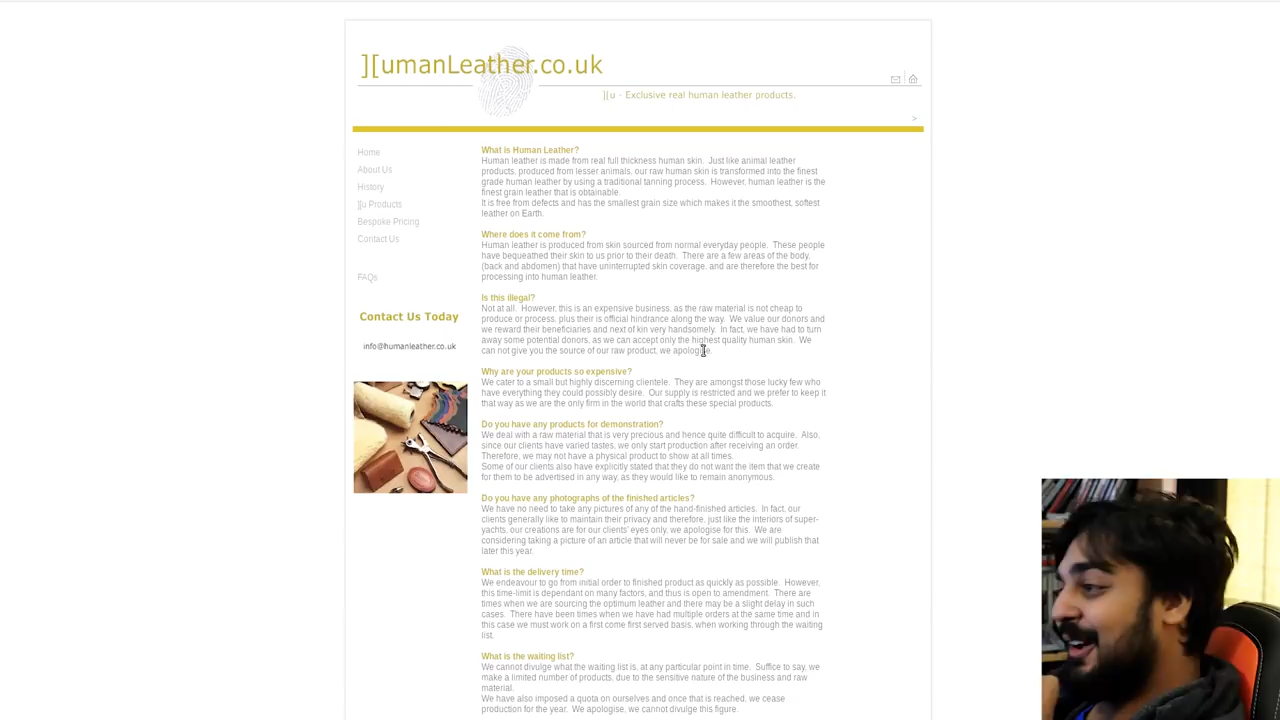 ][umanLeather.co.uk
][u - Exclusive real human leather products.
>
Home
About Us
History
][u Products
Bespoke Pricing
Contact Us
FAQs
Contact Us Today
info@humanleather.co.uk
What is Human Leather?
Human leather is made from real full thickness human skin. Just like animal leather
products, produced from lesser animals, our raw human skin is transformed into the finest
grade human leather by using a traditional tanning process. However, human leather is the
finest grain leather that is obtainable.
It is free from defects and has the smallest grain size which makes it the smoothest, softest
leather on Earth.
Where does it come from?
Human leather is produced from skin sourced from normal everyday people. These people
have bequeathed their skin to us prior to their death. There are a few areas of the body,
(back and abdomen) that have uninterrupted skin coverage, and are therefore the best for
processing into human leather.
Is this illegal?
Not at all. However, this is an expensive business, as the raw material is not cheap to
produce or process, plus their is official hindrance along the way. We value our donors and
we reward their beneficiaries and next of kin very handsomely. In fact, we have had to turn
away some potential donors, as we can accept only the highest quality human skin. We
can not give you the source of our raw product, we apologise.
Why are your products so expensive?
We cater to a small but highly discerning clientele. They are amongst those lucky few who
have everything they could possibly desire. Our supply is restricted and we prefer to keep it
that way as we are the only firm in the world that crafts these special products.
Do you have any products for demonstration?
We deal with a raw material that is very precious and hence quite difficult to acquire. Also,
since our clients have varied tastes, we only start production after receiving an order.
Therefore, we may not have a physical product to show at all times.
Some of our clients also have explicitly stated that they do not want the item that we create
for them to be advertised in any way, as they would like to remain anonymous.
Do you have any photographs of the finished articles?
We have no need to take any pictures of any of the hand-finished articles. In fact, our
clients generally like to maintain their privacy and therefore, just like the interiors of super-
yachts, our creations are for our clients' eyes only, we apologise for this. We are
considering taking a picture of an article that will never be for sale and we will publish that
later this year.
What is the delivery time?
We endeavour to go from initial order to finished product as quickly as possible. However,
this time-limit is dependant on many factors, and thus is open to amendment. There are
times when we are sourcing the optimum leather and there may be a slight delay in such
cases. There have been times when we have had multiple orders at the same time and in
this case we must work on a first come first served basis, when working through the waiting
list.
What is the waiting list?
We cannot divulge what the waiting list is, at any particular point in time. Suffice to say, we
make a limited number of products, due to the sensitive nature of the business and raw
material.
We have also imposed a quota on ourselves and once that is reached, we cease
production for the year. We apologise, we cannot divulge this figure.